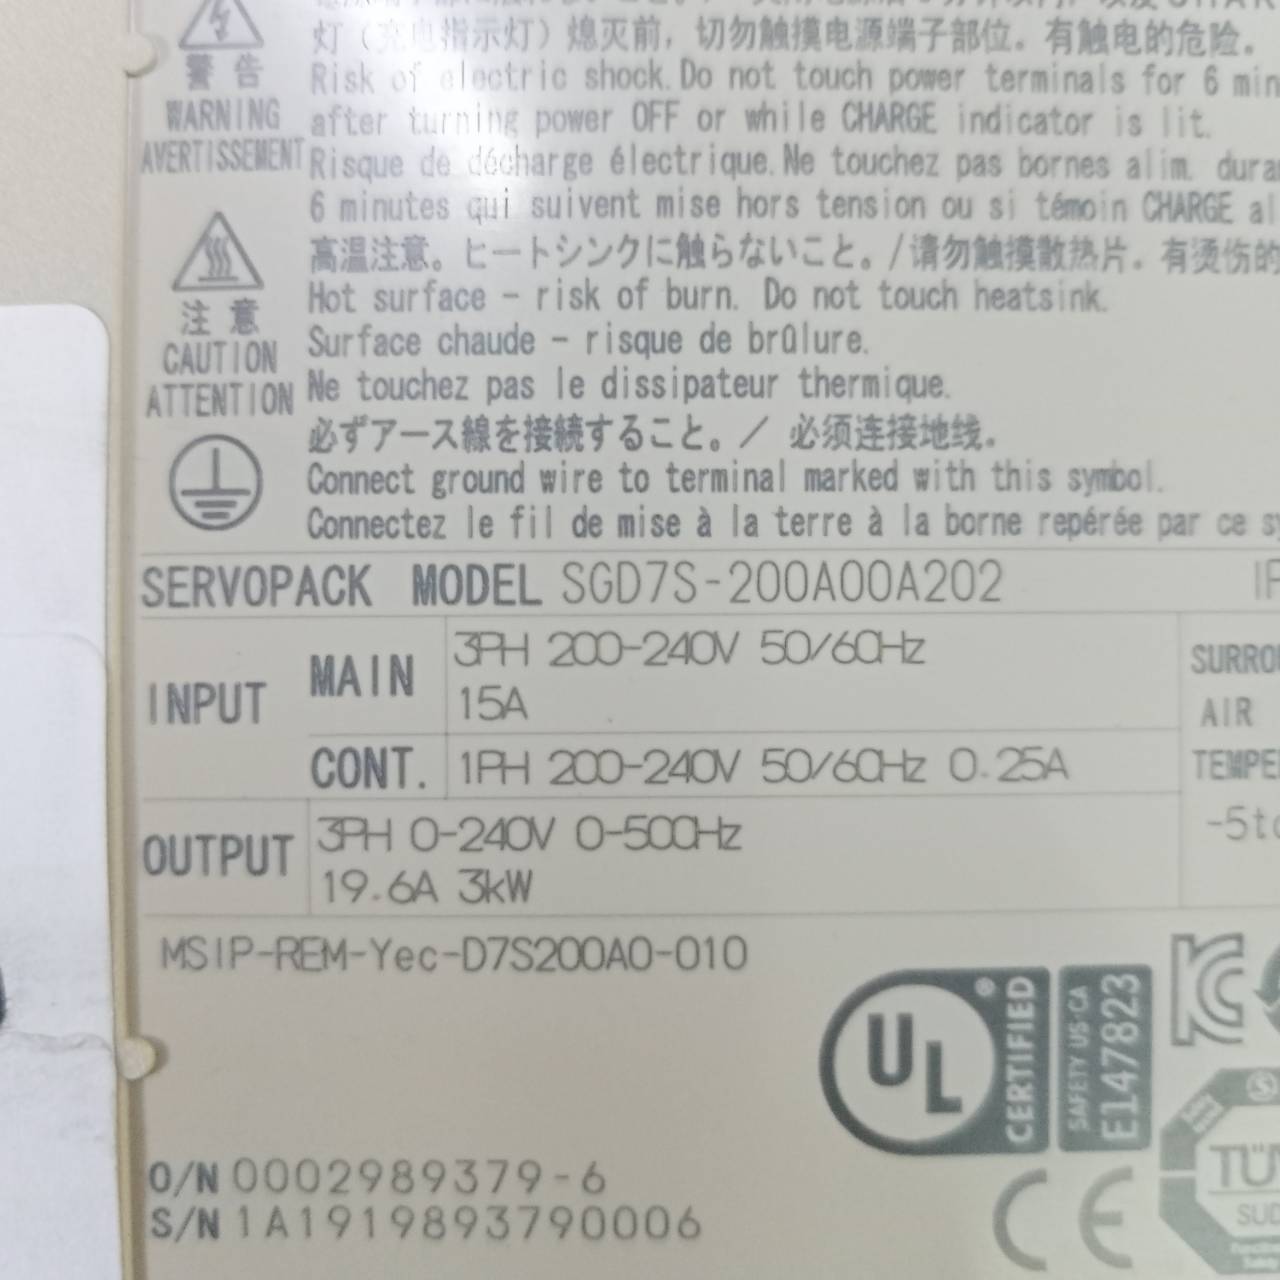 灯（充电指示灯）熄灭前，切勿触摸电源端子部位。有触电的危险。
警 告
WARNING
AVERTISSEMENT
Risk of electric shock. Do not touch power terminals for 6
after turning power OFF or while CHARGE indicator is lit.
Risque de décharge électrique. Ne touchez pas bornes alim.
6 minutes qui suivent mise hors tension ou si témoin CHARGE
注 意
CAUTION
ATTENTION
高温注意。ヒートシンクに触らないこと。/请勿触摸散热片。有烫伤的
Hot surface - risk of burn. Do not touch heatsink.
Surface chaude - risque de brûlure.
Ne touchez pas le dissipateur thermique.
必ずアース線を接続すること。/ 必须连接地线。
Connect ground wire to terminal marked with this symbol.
Connectez le fil de mise à la terre à la borne repérée par ce
SERVOPACK MODEL SGD7S-200A00A202
INPUT
MAIN
3PH 200-240V 50/60Hz
15A
CONT.
1PH 200-240V 50/60Hz 0.25A
OUTPUT
3PH 0-240V 0-500Hz
19.6A 3kW
AIR
MSIP-REM-Yec-D7S200A0-010
UL ® CERTIFIED
SAFETY US-CA
E147823
KC
CE
O/N 0002989379-6
S/N 1A1919893790006